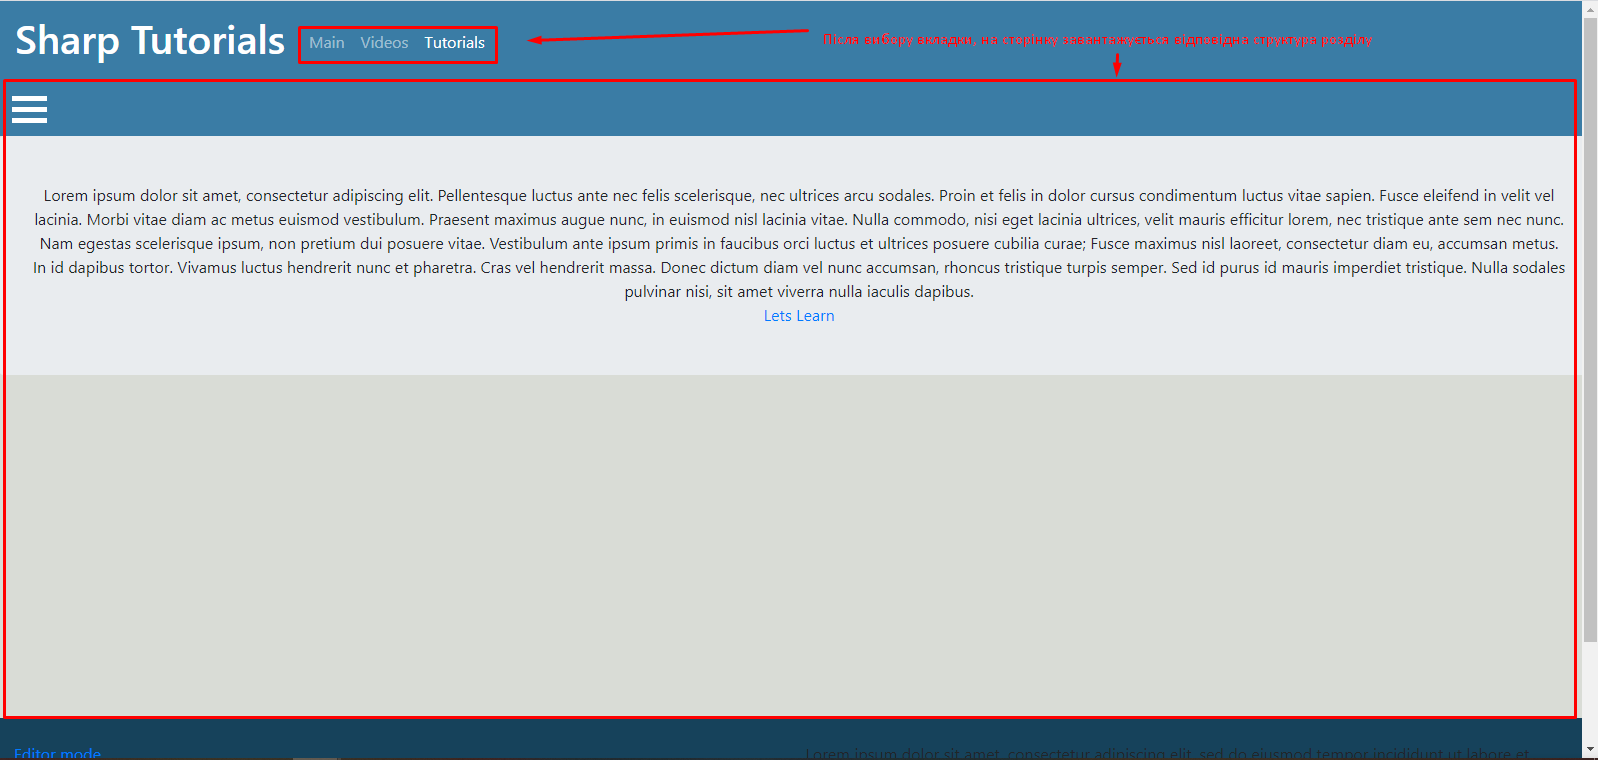 Sharp Tutorials Main Videos Tutorials
Після вибору вкладки, на сторінку завантажується відповідна структура розділу
Lorem ipsum dolor sit amet, consectetur adipiscing elit. Pellentesque luctus ante nec felis scelerisque, nec ultrices arcu sodales. Proin et felis in dolor cursus condimentum luctus vitae sapien. Fusce eleifend in velit vel
lacinia. Morbi vitae diam ac metus euismod vestibulum. Praesent maximus augue nunc, in euismod nisl lacinia vitae. Nulla commodo, nisi eget lacinia ultrices, velit mauris efficitur lorem, nec tristique ante sem nec nunc.
Nam egestas scelerisque ipsum, non pretium dui posuere vitae. Vestibulum ante ipsum primis in faucibus orci luctus et ultrices posuere cubilia curae; Fusce maximus nisl laoreet, consectetur diam eu, accumsan metus.
In id dapibus tortor. Vivamus luctus hendrerit nunc et pharetra. Cras vel hendrerit massa. Donec dictum diam vel nunc accumsan, rhoncus tristique turpis semper. Sed id purus id mauris imperdiet tristique. Nulla sodales
pulvinar nisi, sit amet viverra nulla iaculis dapibus.
Lets Learn
Editor mode
Lorem ipsum dolor sit amet, consectetur adipiscing elit, sed do eiusmod tempor incididunt ut labore et